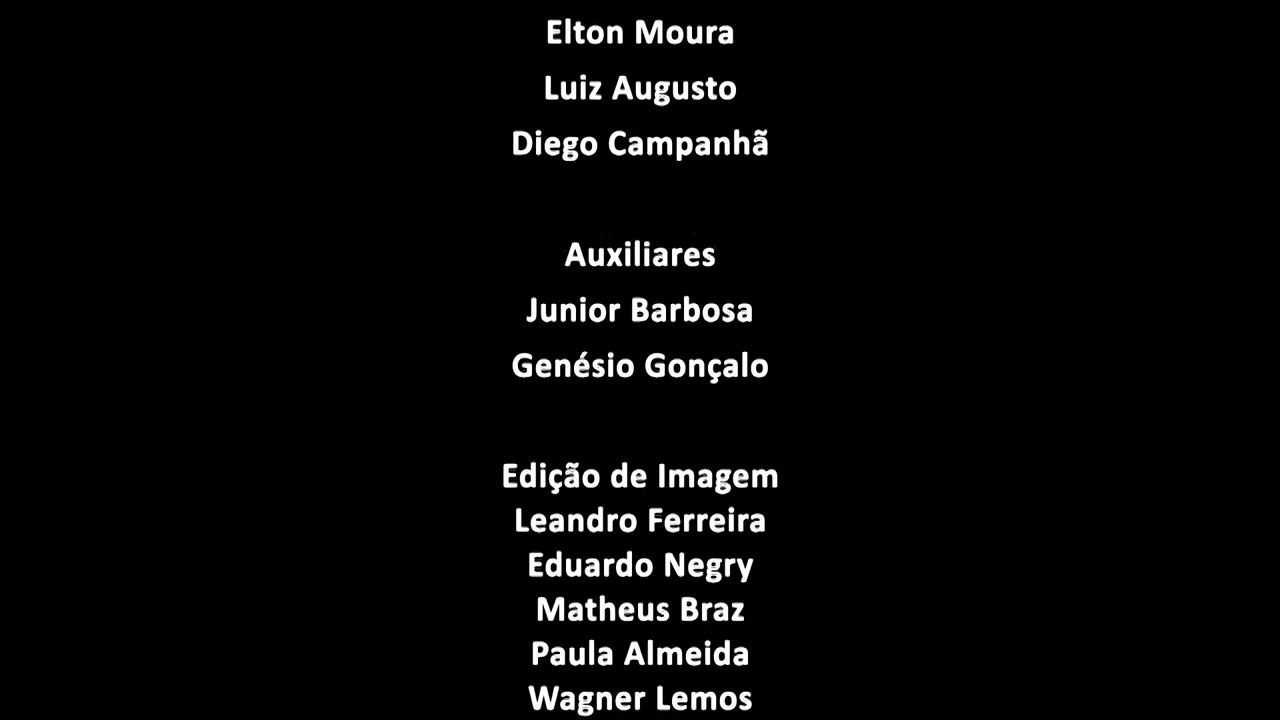 Elton Moura
Luiz Augusto
Diego Campanhã
Auxiliares
Junior Barbosa
Genésio Gonçalo
Edição de Imagem
Leandro Ferreira
Eduardo Negry
Matheus Braz
Paula Almeida
Wagner Lemos